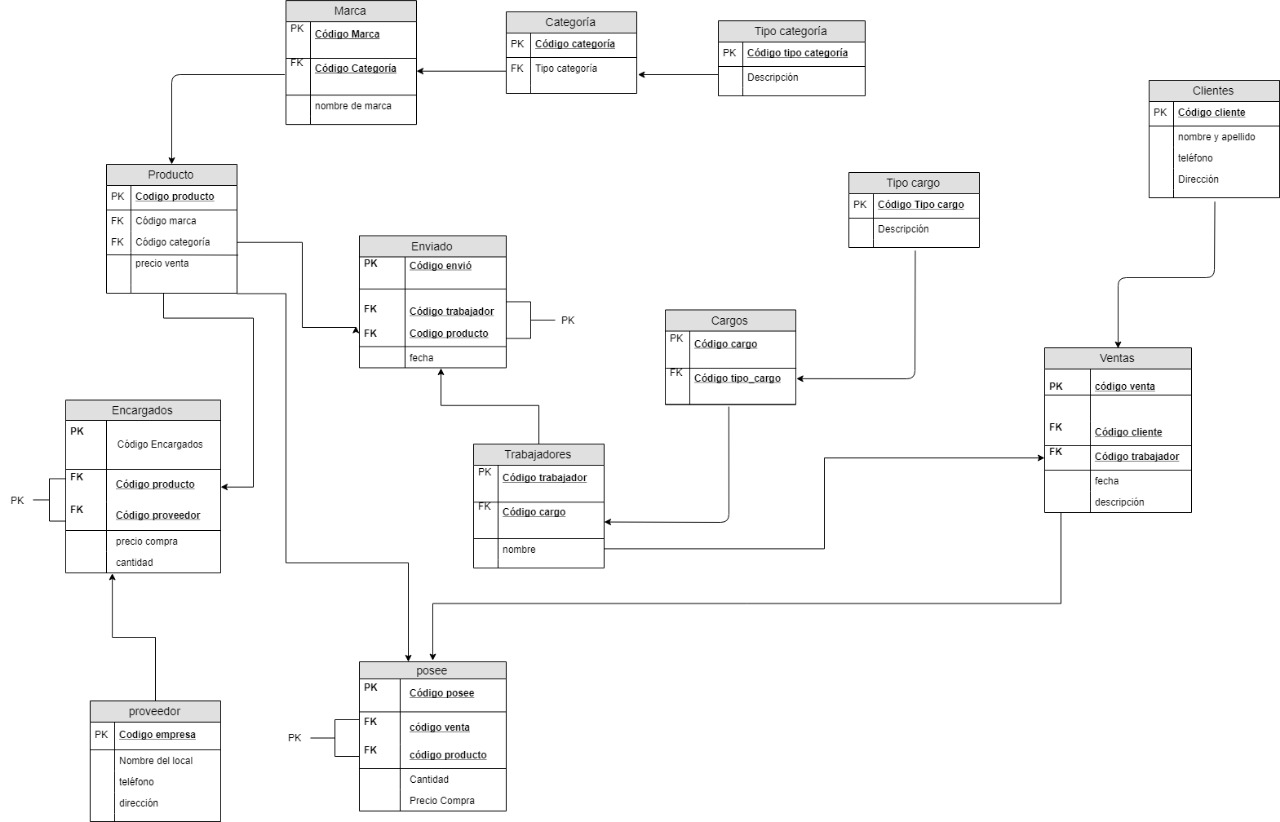 Marca
PK Código Marca
FK Código Categoría
nombre de marca
Categoría
PK Código categoría
FK Tipo categoría
Tipo categoría
PK Código tipo categoría
Descripción
Clientes
PK Código cliente
nombre y apellido
teléfono
Dirección
Producto
PK Codigo producto
FK Código marca
FK Código categoría
precio venta
Tipo cargo
PK Código Tipo cargo
Descripción
Enviado
PK Código envió
FK Código trabajador
FK Codigo producto
fecha
PK
Cargos
PK Código cargo
FK Código tipo_cargo
Ventas
PK código venta
FK Código cliente
FK Código trabajador
fecha
descripción
Encargados
PK Código Encargados
FK Código producto
FK Código proveedor
precio compra
cantidad
PK
Trabajadores
PK Código trabajador
FK Código cargo
nombre
posee
PK Código posee
FK código venta
FK código producto
Cantidad
Precio Compra
PK
proveedor
PK Codigo empresa
Nombre del local
teléfono
dirección